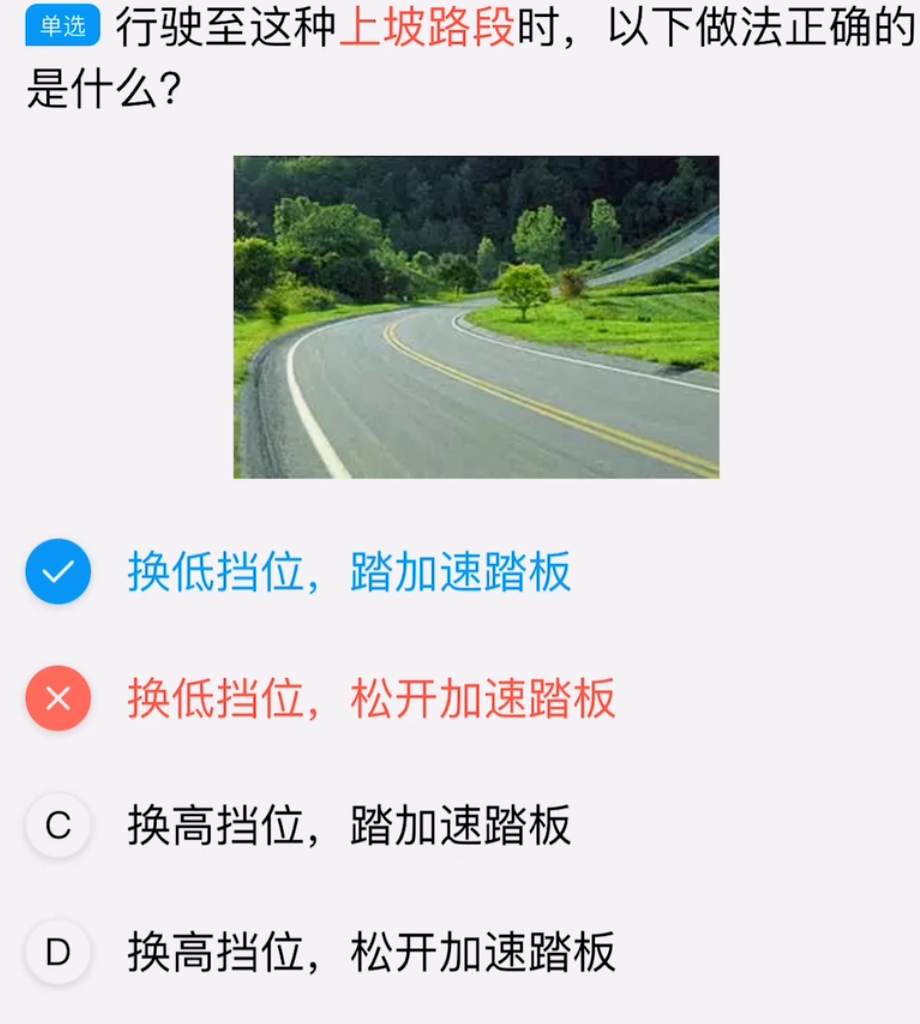 单选 行驶至这种上坡路段时，以下做法正确的
是什么？
换低挡位，踏加速踏板
换低挡位，松开加速踏板
C 换高挡位，踏加速踏板
D 换高挡位，松开加速踏板